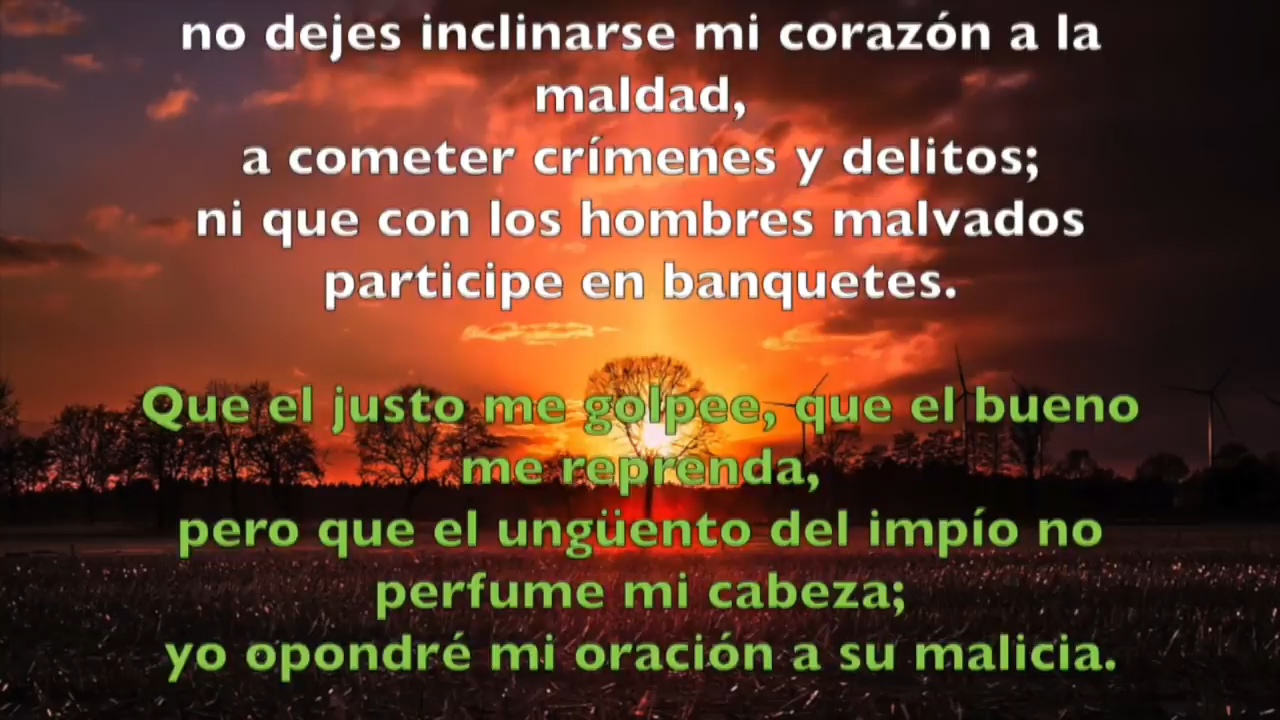 no dejes inclinarse mi corazón a la
maldad,
a cometer crímenes y delitos;
ni que con los hombres malvados
participe en banquetes.
Que el justo me golpee, que el bueno
me reprenda,
pero que el ungüento del impío no
perfume mi cabeza;
yo opondré mi oración a su malicia.